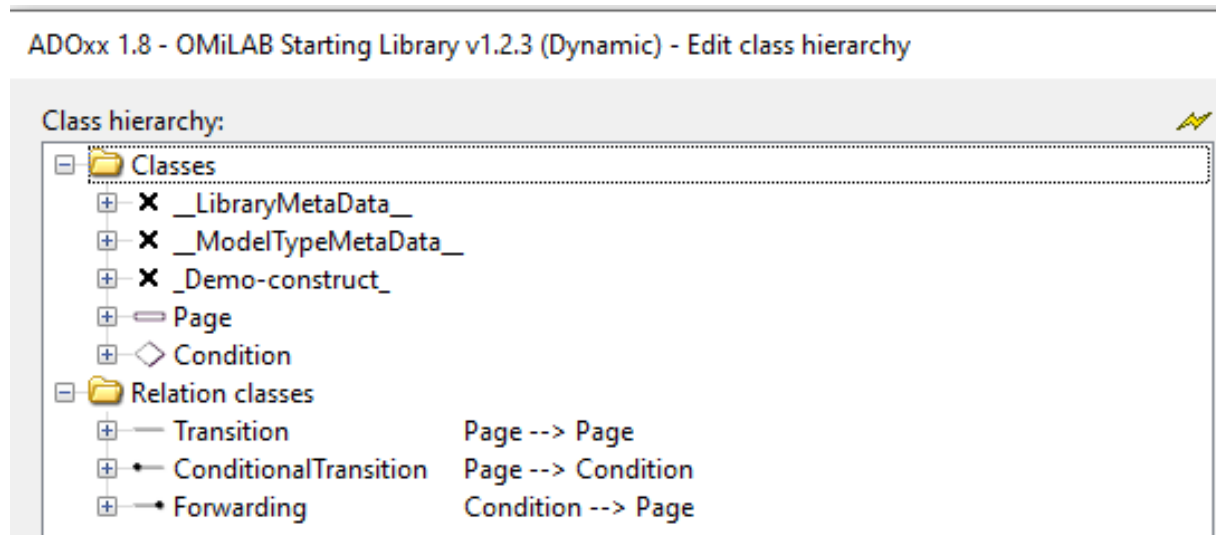 ADOxx 1.8 - OMiLAB Starting Library v1.2.3 (Dynamic) - Edit class hierarchy
Class hierarchy:
Classes
__LibraryMetaData__
__ModelTypeMetaData__
_Demo-construct_
Page
Condition
Relation classes
Transition Page --> Page
ConditionalTransition Page --> Condition
Forwarding Condition --> Page